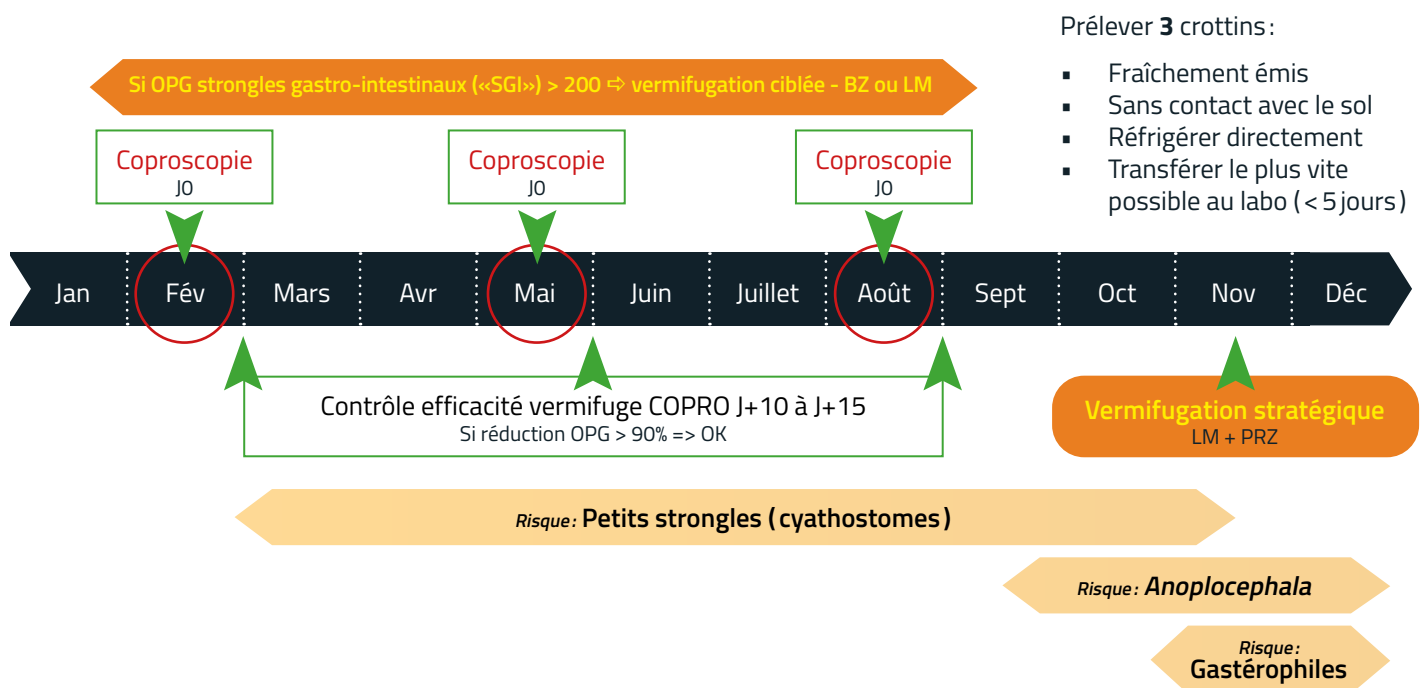 Prélever 3 crottins :
▪ Fraîchement émis
▪ Sans contact avec le sol
▪ Réfrigérer directement
▪ Transférer le plus vite
possible au labo ( < 5 jours )
Si OPG strongles gastro-intestinaux («SGI») > 200 ⇨ vermifugation ciblée - BZ ou LM
Coproscopie
J0
Coproscopie
J0
Coproscopie
J0
Jan Fév Mars Avr Mai Juin Juillet Août Sept Oct Nov Déc
Contrôle efficacité vermifuge COPRO J+10 à J+15
Si réduction OPG > 90% => OK
Vermifugation stratégique
LM + PRZ
Risque : Petits strongles ( cyathostomes )
Risque : Anoplocephala
Risque :
Gastérophiles